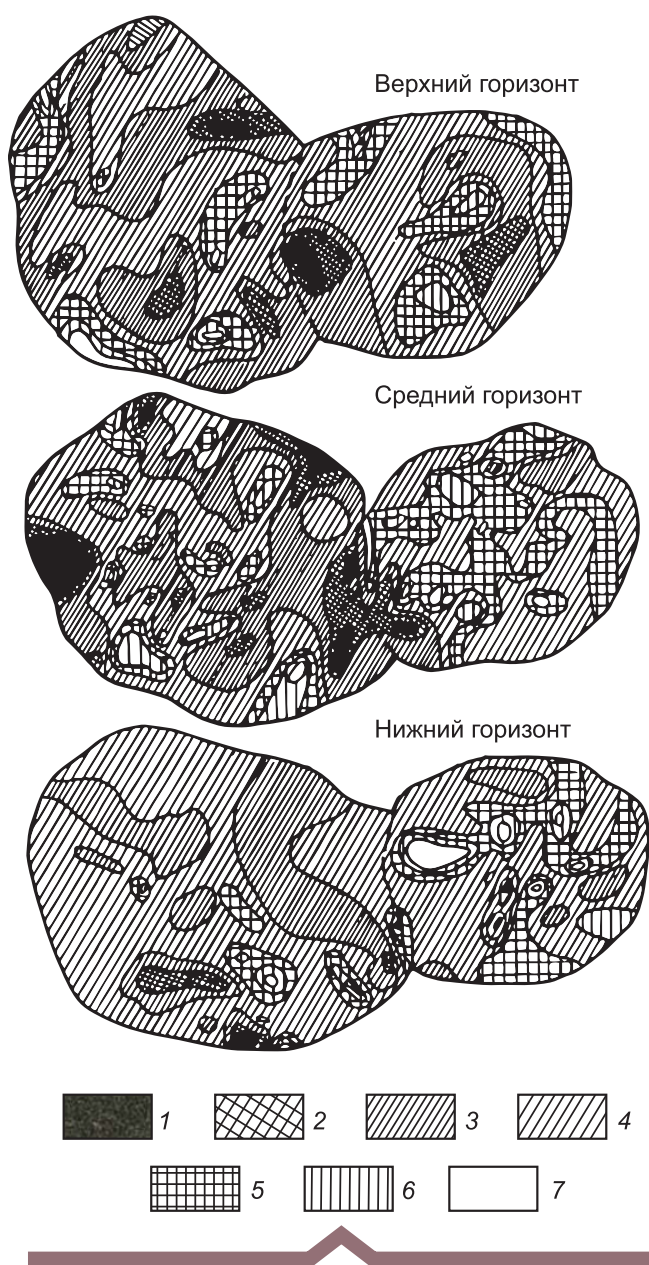 Верхний горизонт
Средний горизонт
Нижний горизонт
1 2 3 4
5 6 7